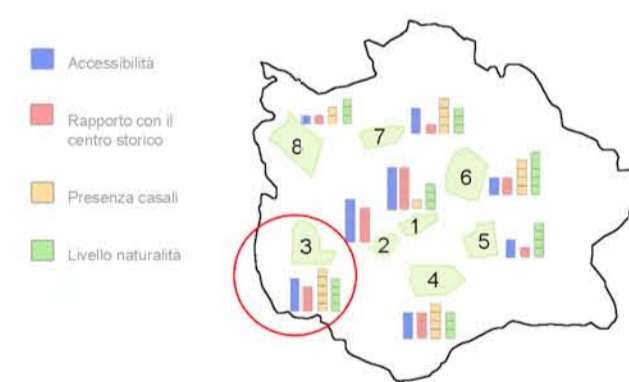 Accessibilità
Rapporto con il
centro storico
Presenza casali
Livello naturalità
8
7
6
1
3
2
5
4